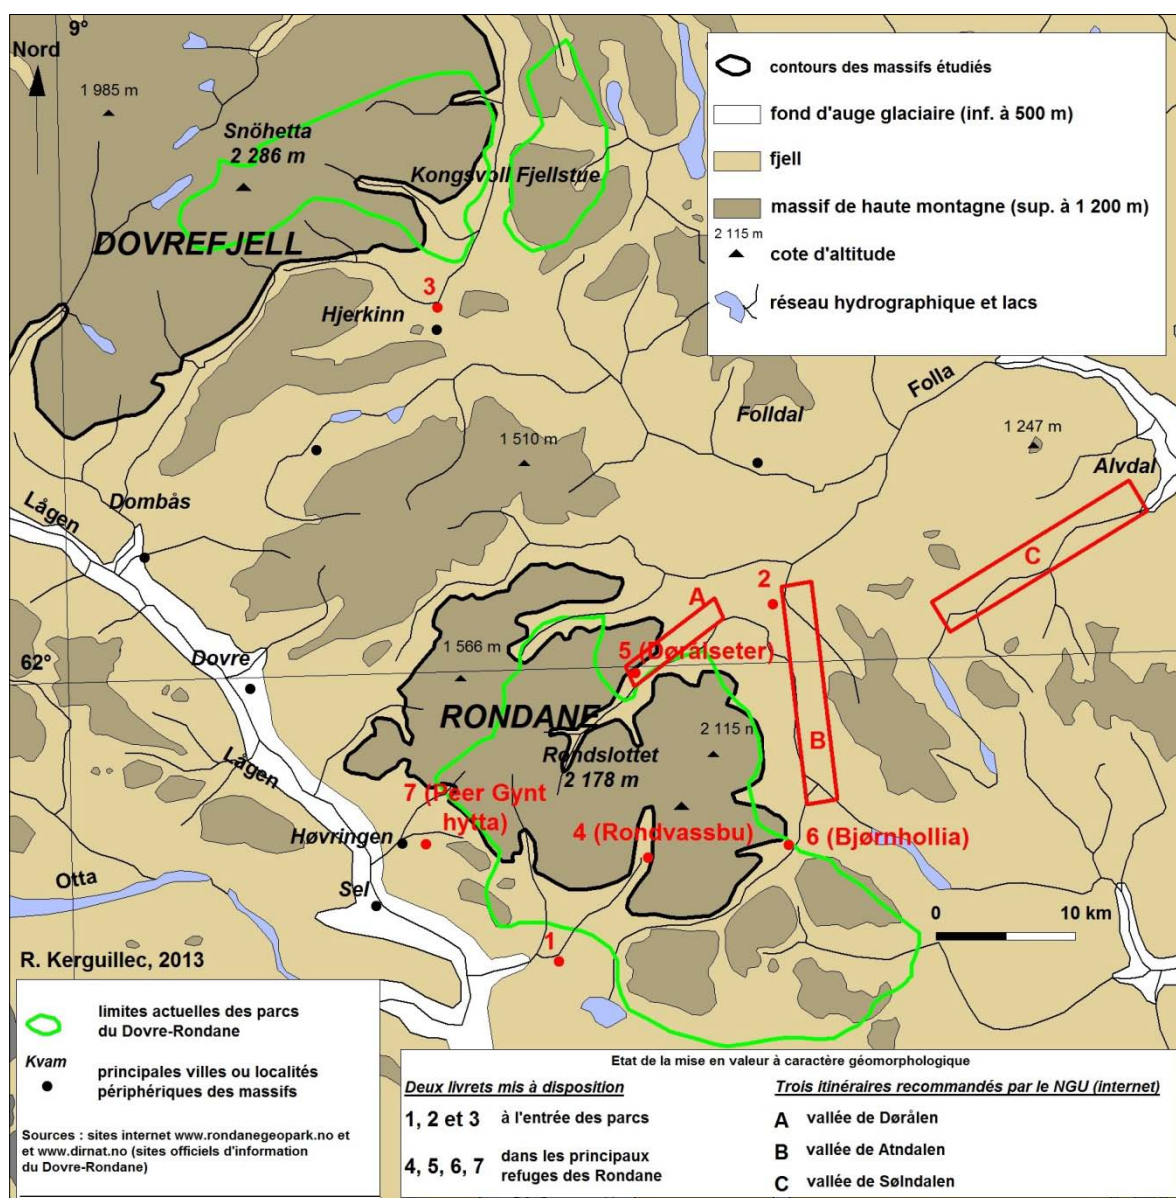 9°
Nord
1 985 m
Snöhetta
2 286 m
Kongsvoll Fjellstue
DOVREFJELL
3
Hjerkinn
contours des massifs étudiés
fond d'auge glaciaire (inf. à 500 m)
fjell
massif de haute montagne (sup. à 1 200 m)
2 115 m
cote d'altitude
réseau hydrographique et lacs
Folla
Folldal
1 247 m
1 510 m
Alvdal
Lågen
Dombås
C
2
A
62°
Dovre
1 566 m
5 (Døralseter)
RONDANE
2 115 n
B
Rondslottet
2 178 m
Lågen
7 (Peer Gynt
hytta)
Høvringen
4 (Rondvassbu)
6 (Bjørnhollia)
Otta
Sel
0 10 km
1
R. Kerguillec, 2013
limites actuelles des parcs
du Dovre-Rondane
Kvam
principales villes ou localités
périphériques des massifs
Sources : sites internet www.rondanegeopark.no et
et www.dirnat.no (sites officiels d'information
du Dovre-Rondane)
Etat de la mise en valeur à caractère géomorphologique
Deux livrets mis à disposition
1, 2 et 3 à l'entrée des parcs
4, 5, 6, 7 dans les principaux
refuges des Rondane
Trois itinéraires recommandés par le NGU (internet)
A vallée de Dørålen
B vallée de Atndalen
C vallée de Sølndalen